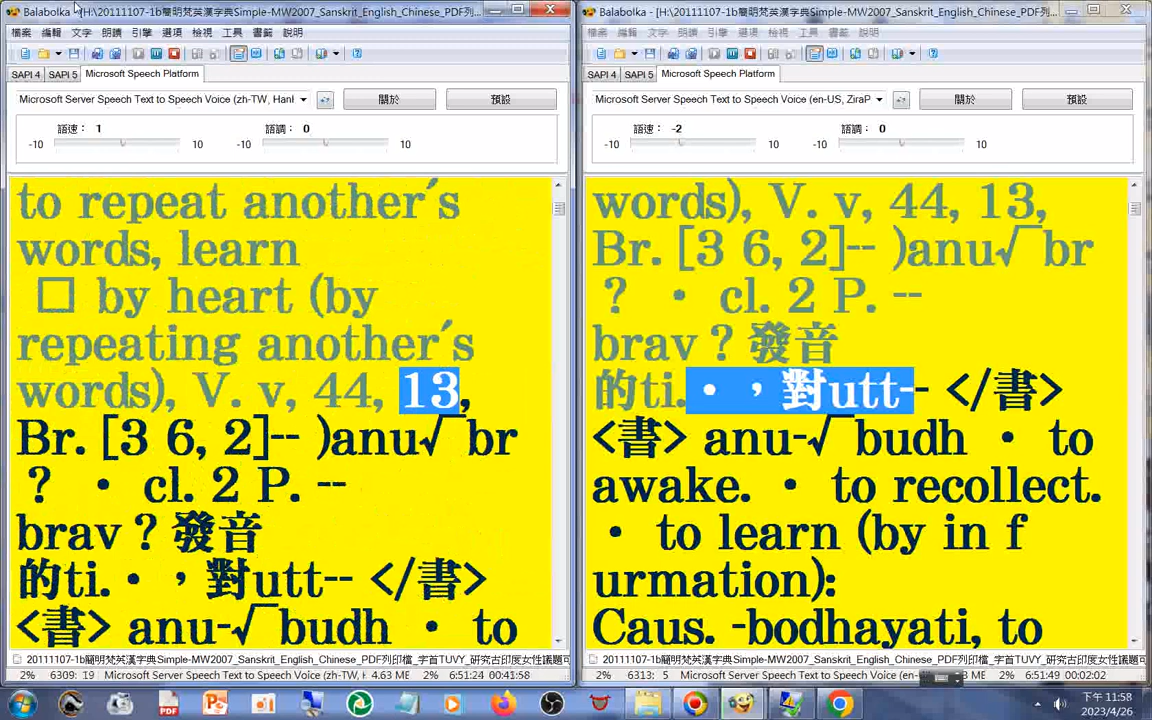 Balabolka - [H:\20111107-1b簡明梵英漢字典Simple-MW2007_Sanskrit_English_Chinese_PDF列...
檔案 編輯 文字 朗讀 引擎 選項 檢視 工具 書籤 說明
SAPI 4 SAPI 5 Microsoft Speech Platform
Microsoft Server Speech Text to Speech Voice (zh-TW, HanI 關於 預設
語速： 1 語調： 0
-10 10 -10 10
to repeat another´s
words, learn
□ by heart (by
repeating another´s
words), V. v, 44, 13,
Br. [3 6, 2]-- )anu√br
？ • cl. 2 P. --
brav？發音
的ti.•，對utt-- </書>
<書> anu-√budh • to
20111107-1b簡明梵英漢字典Simple-MW2007_Sanskrit_English_Chinese_PDF列印檔_字首TUVY_研究古印度女性議題可
2% 6309: 19 Microsoft Server Speech Text to Speech Voice (zh-TW, H 4.63 ME 2% 6:51:24 00:41:58
Balabolka - [H:\20111107-1b簡明梵英漢字典Simple-MW2007_Sanskrit_English_Chinese_PDF列...
檔案 編輯 文字 朗讀 引擎 選項 檢視 工具 書籤 說明
SAPI 4 SAPI 5 Microsoft Speech Platform
Microsoft Server Speech Text to Speech Voice (en-US, ZiraP 關於 預設
語速： -2 語調： 0
-10 10 -10 10
words), V. v, 44, 13,
Br. [3 6, 2]-- )anu√br
？ • cl. 2 P. --
brav？發音
的ti.•，對utt-- </書>
<書> anu-√budh • to
awake. • to recollect.
• to learn (by in f
urmation):
Caus. -bodhayati, to
20111107-1b簡明梵英漢字典Simple-MW2007_Sanskrit_English_Chinese_PDF列印檔_字首TUVY_研究古印度女性議題可
2% 6313: 5 Microsoft Server Speech Text to Speech Voice 2% 6:51:49 00:02:02
PDF
下午 11:58
2023/4/26